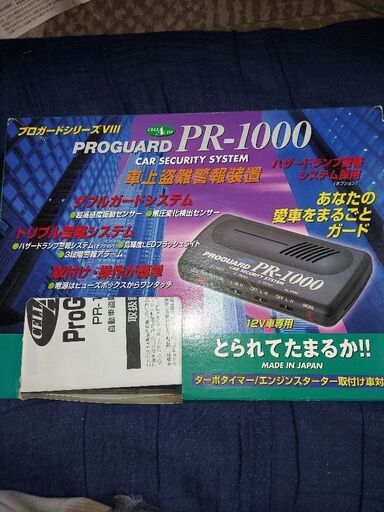 プロガードシリーズVIII
CELLAUTO
PROGUARD PR-1000
CAR SECURITY SYSTEM
車上盗難警報装置
ハザードランプ警報
システム採用
(オプション)
ダブルガードシステム
●超高感度振動センサー ●電圧変化検出センサー
トリプル警報システム
●ハザードランプ警報システム(オプション) ●高輝度LEDフラッシュライト
●3段階警報アラーム
取付け・操作が簡単
●電源はヒューズボックスからワンタッチ
あなたの
愛車をまるごと
ガード
PROGUARD PR-1000
CAR SECURITY SYSTEM
12V車専用
CELLA
ProG
PR-1
自動車盗
取扱
とられてたまるか!!
MADE IN JAPAN
ターボタイマー/エンジンスターター取付け車対